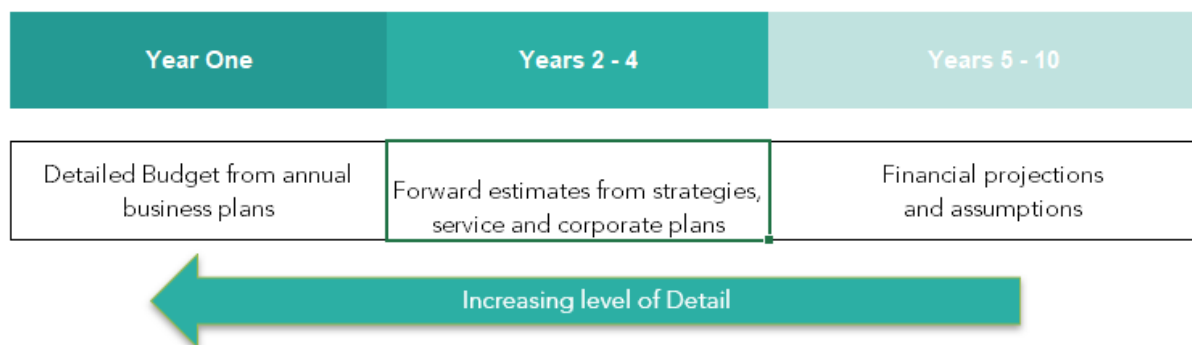 Year One
Years 2 - 4
Years 5 - 10
Detailed Budget from annual
business plans
Forward estimates from strategies,
service and corporate plans
Financial projections
and assumptions
Increasing level of Detail